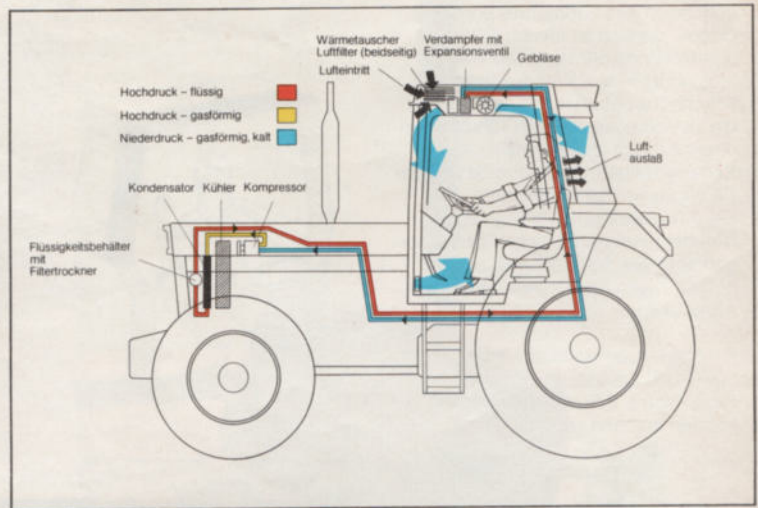 Wärmetauscher
Luftfilter (beidseitig)
Lufteintritt
Verdampfer mit
Expansionsventil
Gebläse
Hochdruck – flüssig
Hochdruck – gasförmig
Niederdruck – gasförmig, kalt
Luft-
auslaß
Kondensator
Kühler
Kompressor
Flüssigkeitsbehälter
mit
Filtertrockner